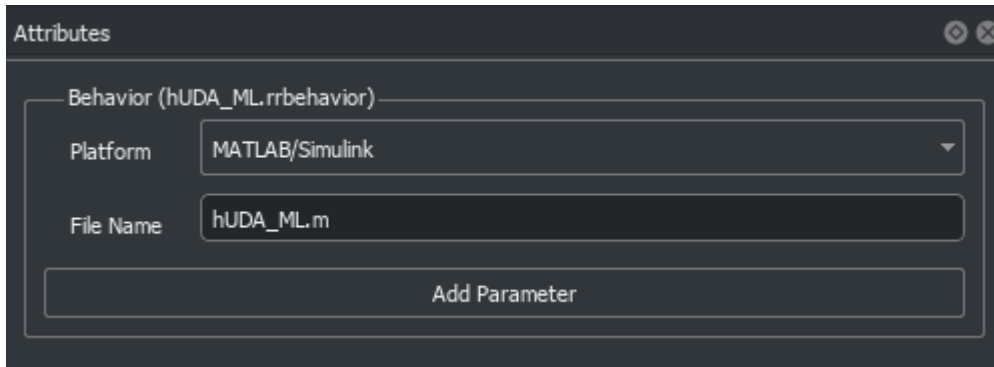 Attributes
Behavior (hUDA_ML.rrbehavior)
Platform MATLAB/Simulink
File Name hUDA_ML.m
Add Parameter